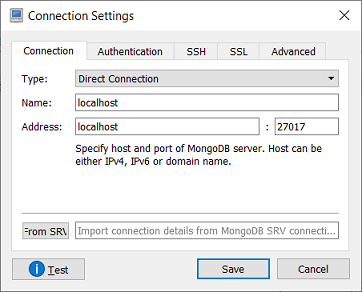 Connection Settings
Connection Authentication SSH SSL Advanced
Type: Direct Connection
Name: localhost
Address: localhost : 27017
Specify host and port of MongoDB server. Host can be
either IPv4, IPv6 or domain name.
From SRV Import connection details from MongoDB SRV connecti...
Test Save Cancel